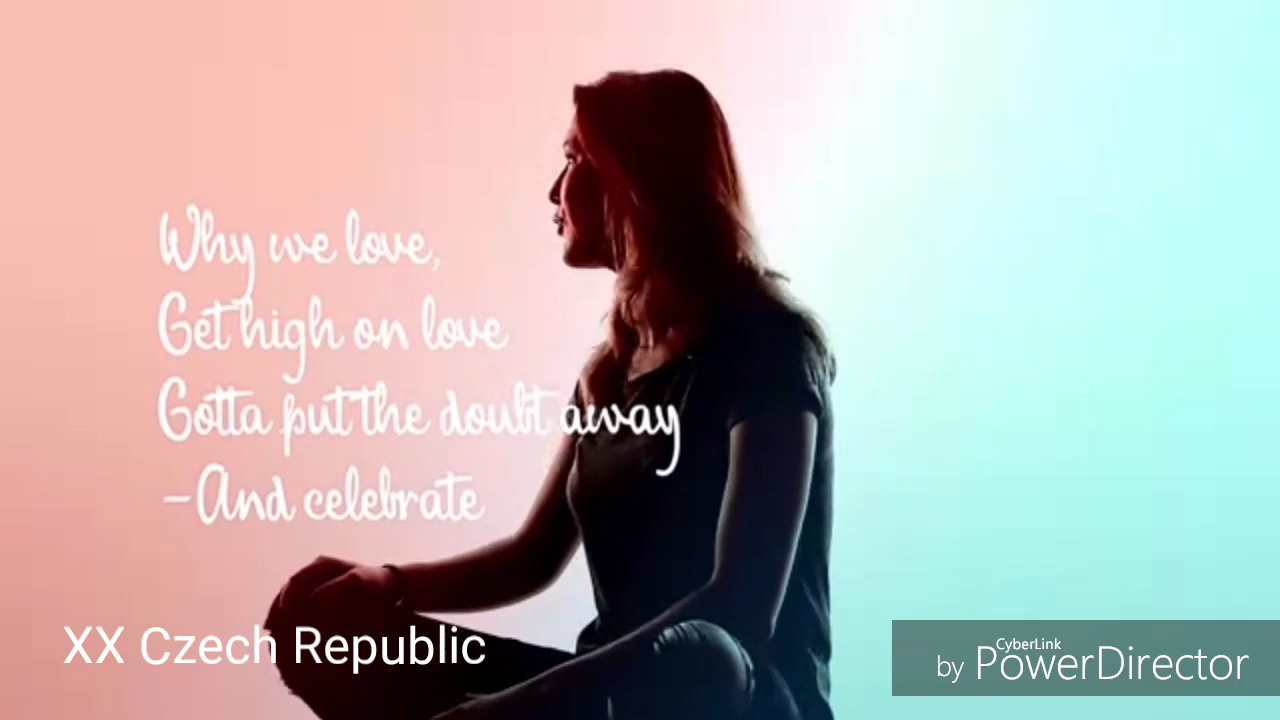 Why we love,
Get high on love
Gotta put the doubt away
-And celebrate
XX Czech Republic
by CyberLink PowerDirector